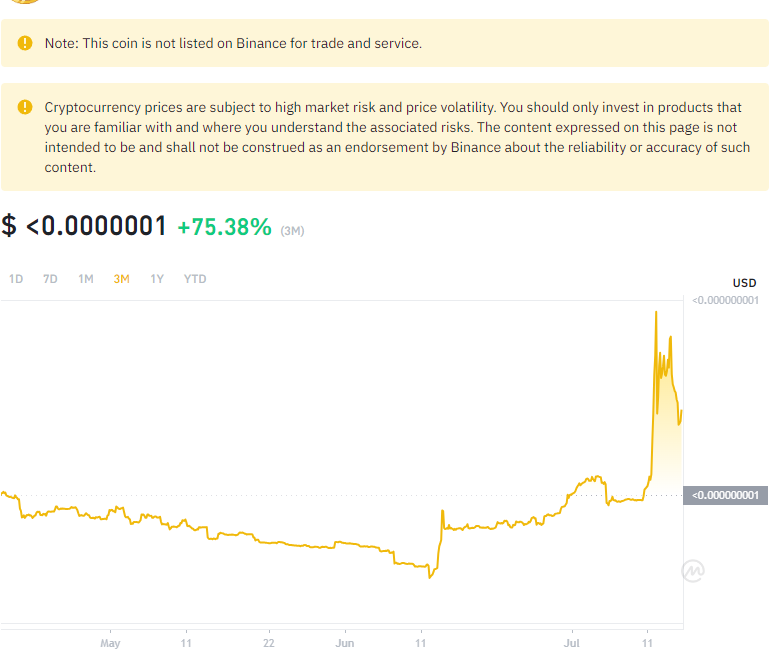 Note: This coin is not listed on Binance for trade and service.
Cryptocurrency prices are subject to high market risk and price volatility. You should only invest in products that
you are familiar with and where you understand the associated risks. The content expressed on this page is not
intended to be and shall not be construed as an endorsement by Binance about the reliability or accuracy of such
content.
$ <0.0000001 +75.38% (3M)
1D 7D 1M 3M 1Y YTD
USD
<0.000000001
<0.000000001
May 11 22 Jun 11 Jul 11